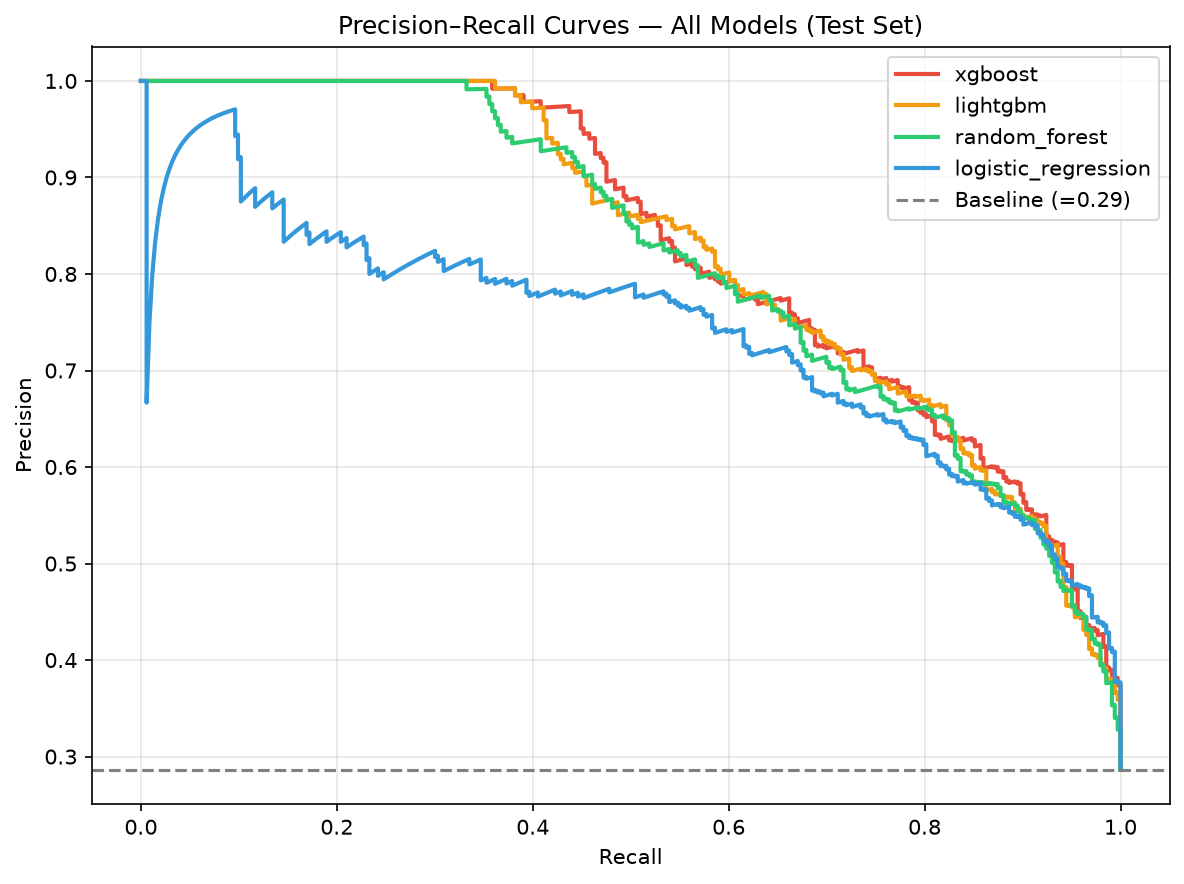 Precision–Recall Curves — All Models (Test Set)
xgboost
lightgbm
random_forest
logistic_regression
Baseline (=0.29)
Precision
1.0
0.9
0.8
0.7
0.6
0.5
0.4
0.3
0.0 0.2 0.4 0.6 0.8 1.0
Recall